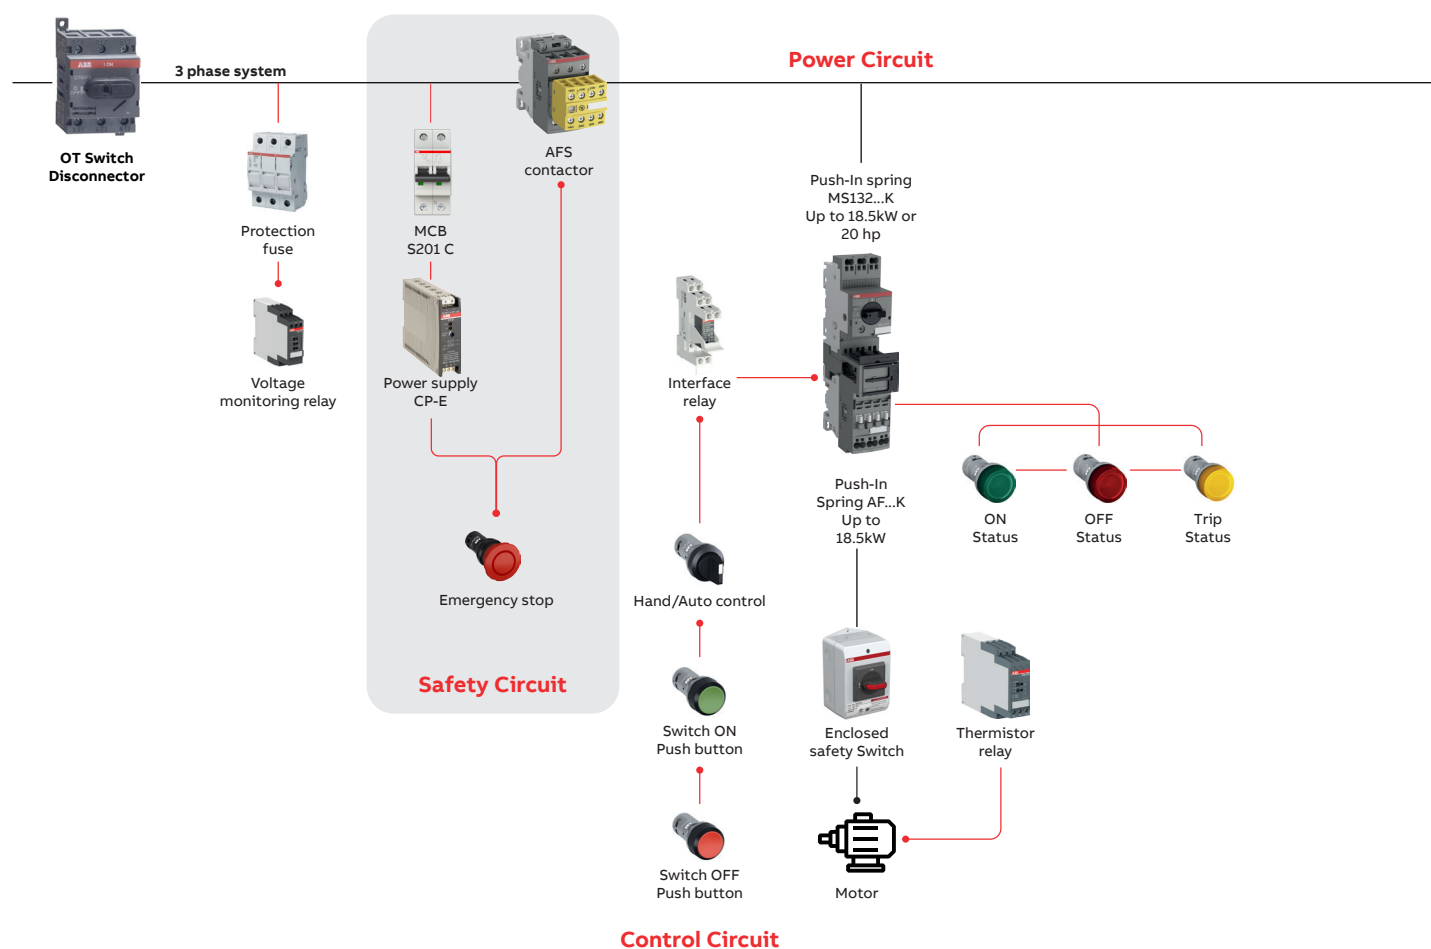 Power Circuit
3 phase system
OT Switch
Disconnector
AFS
contactor
Protection
fuse
MCB
S201 C
Push-In spring
MS132...K
Up to 18.5kW or
20 hp
Voltage
monitoring relay
Power supply
CP-E
Interface
relay
Push-In
Spring AF...K
Up to
18.5kW
ON
Status
OFF
Status
Trip
Status
Emergency stop
Hand/Auto control
Safety Circuit
Switch ON
Push button
Enclosed
safety Switch
Thermistor
relay
Switch OFF
Push button
Motor
Control Circuit